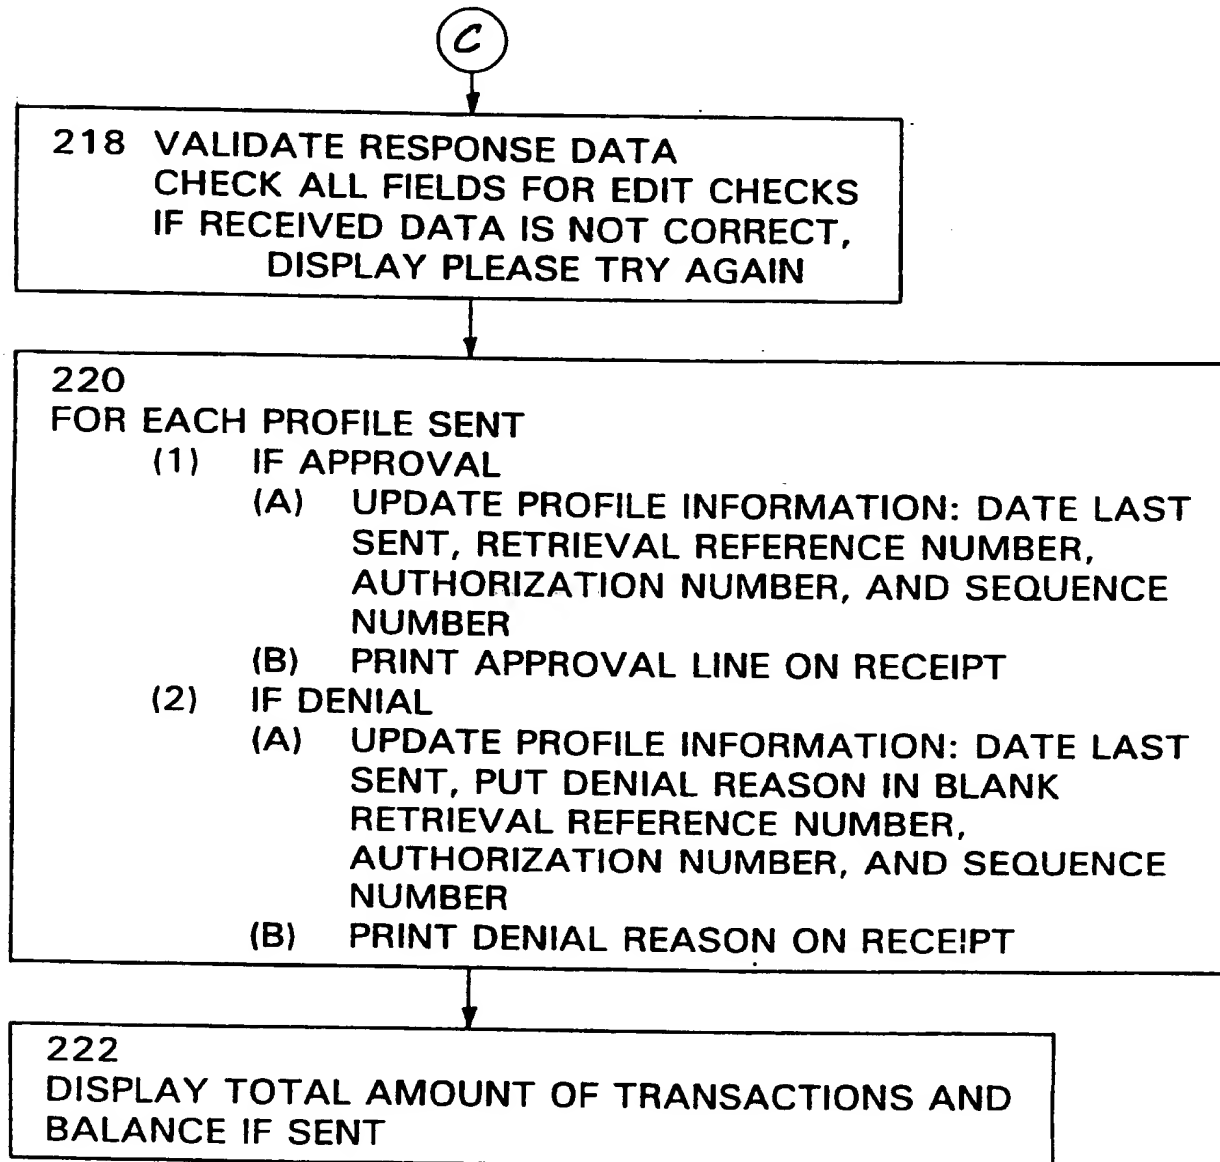 C
218 VALIDATE RESPONSE DATA
CHECK ALL FIELDS FOR EDIT CHECKS
IF RECEIVED DATA IS NOT CORRECT,
DISPLAY PLEASE TRY AGAIN
220
FOR EACH PROFILE SENT
(1) IF APPROVAL
(A) UPDATE PROFILE INFORMATION: DATE LAST
SENT, RETRIEVAL REFERENCE NUMBER,
AUTHORIZATION NUMBER, AND SEQUENCE
NUMBER
(B) PRINT APPROVAL LINE ON RECEIPT
(2) IF DENIAL
(A) UPDATE PROFILE INFORMATION: DATE LAST
SENT, PUT DENIAL REASON IN BLANK
RETRIEVAL REFERENCE NUMBER,
AUTHORIZATION NUMBER, AND SEQUENCE
NUMBER
(B) PRINT DENIAL REASON ON RECEIPT
222
DISPLAY TOTAL AMOUNT OF TRANSACTIONS AND
BALANCE IF SENT